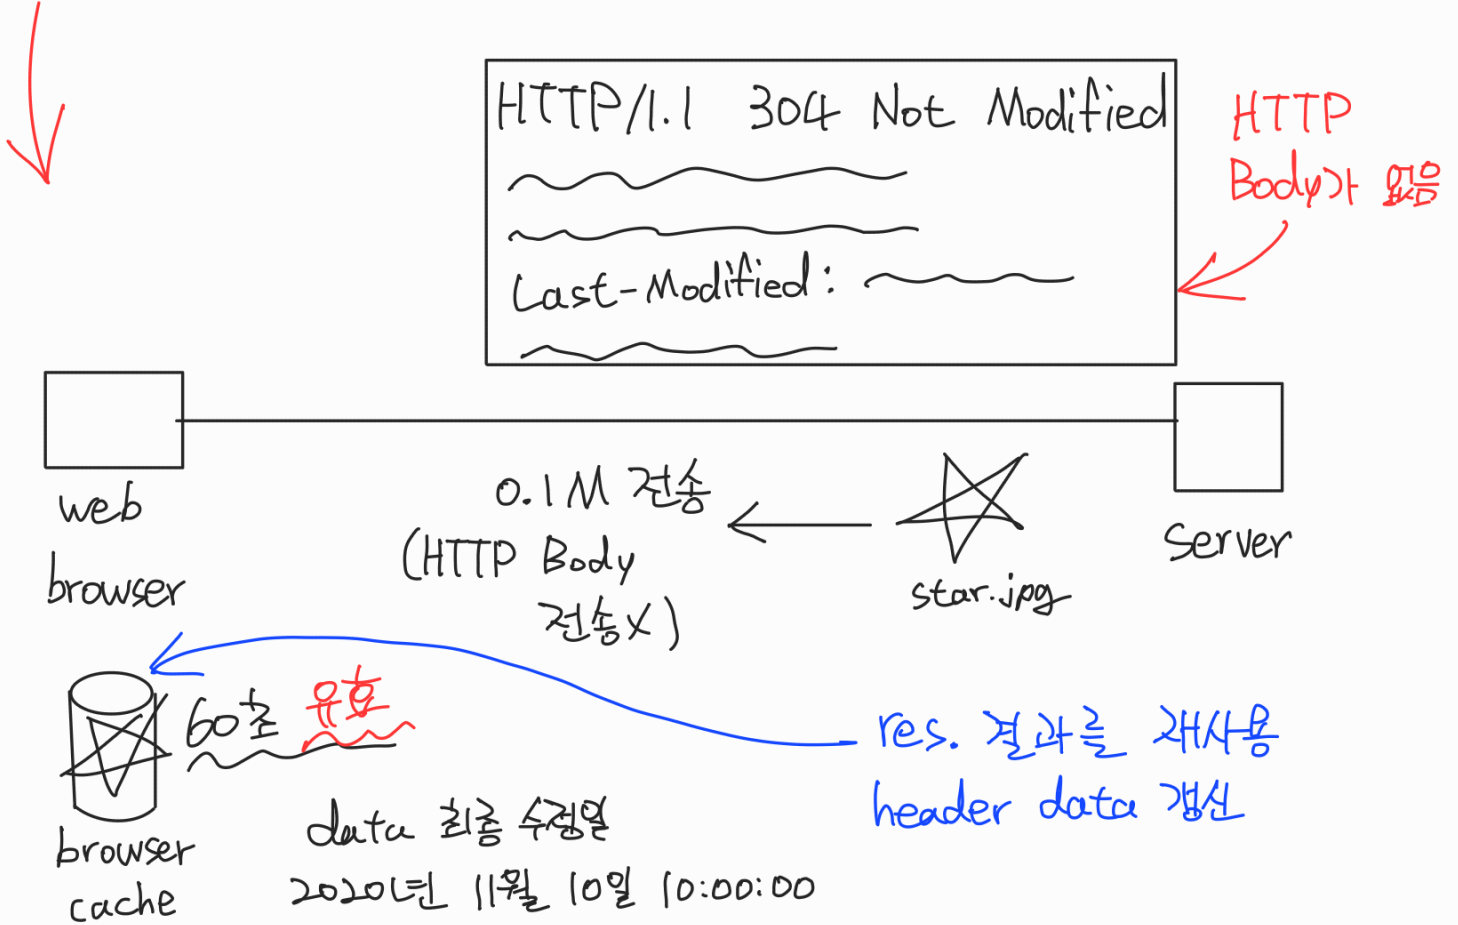 HTTP/1.1 304 Not Modified
Last-Modified:
HTTP
Body가 없음
web
browser
0.1M 전송
(HTTP Body
전송X)
star.jpg
Server
60초 유효
browser
cache
data 최종 수정일
2020년 11월 10일 10:00:00
res. 결과를 재사용
header data 갱신